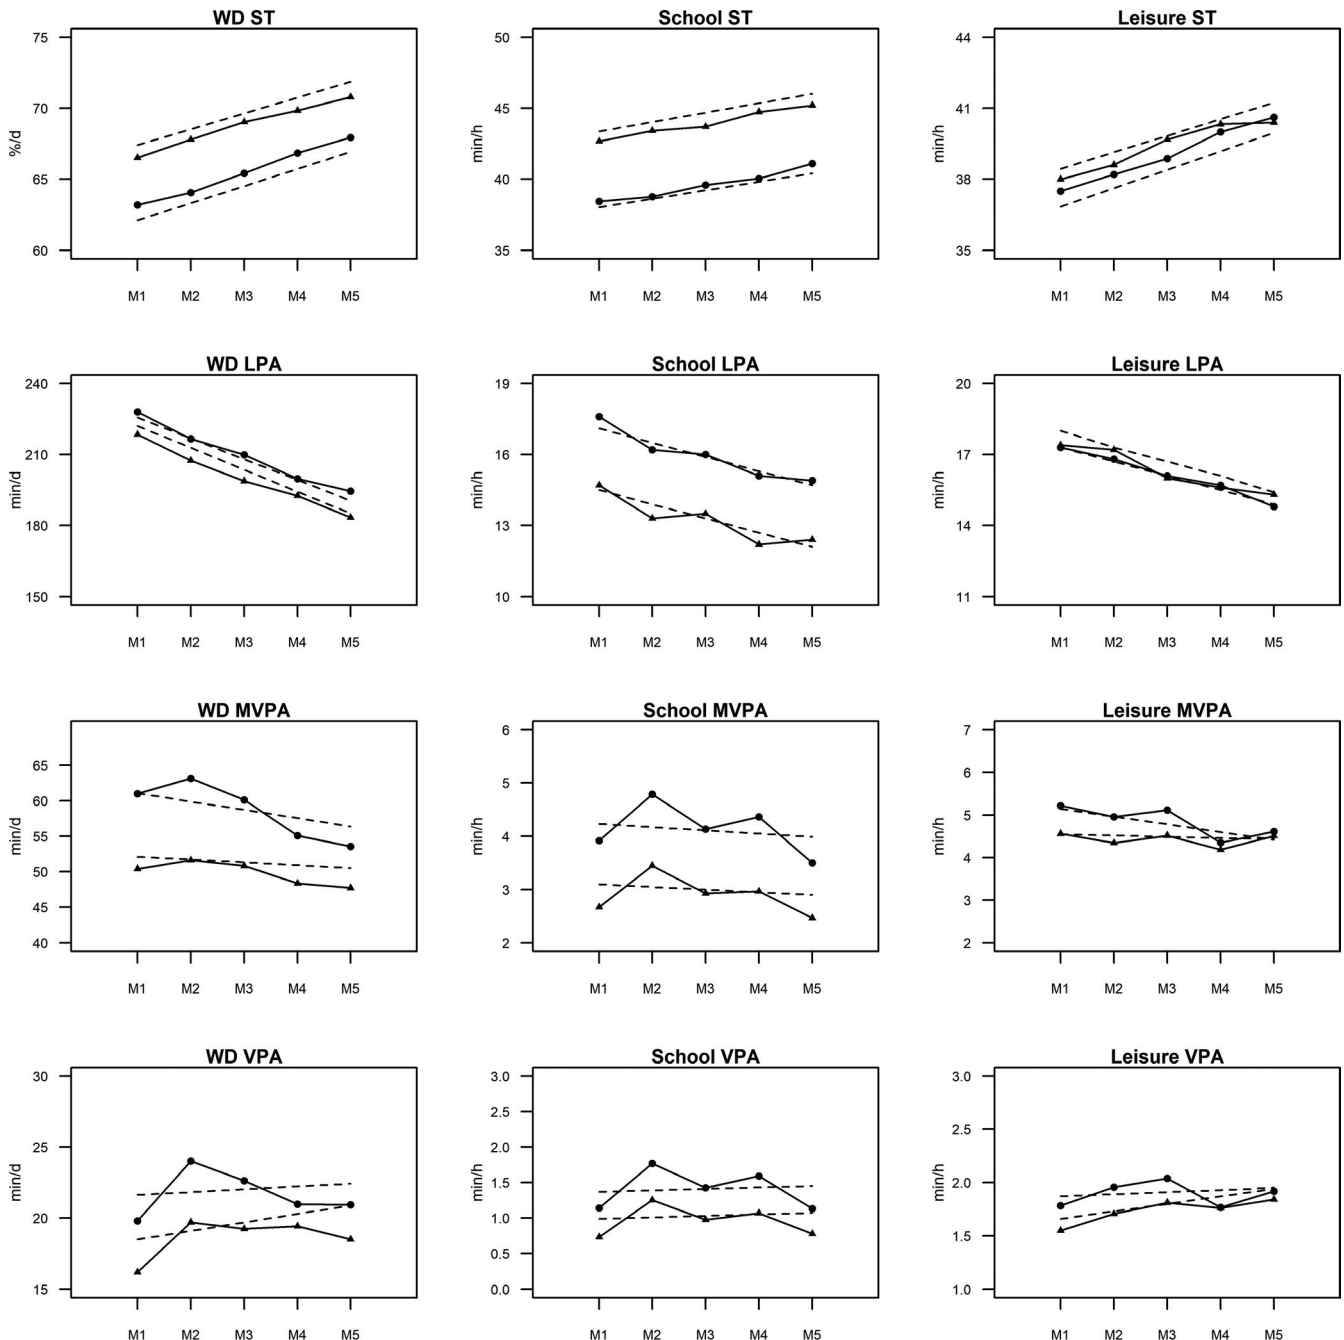 WD ST
75
70
65
60
%/d
M1 M2 M3 M4 M5
School ST
50
45
40
35
min/h
M1 M2 M3 M4 M5
Leisure ST
44
41
38
35
min/h
M1 M2 M3 M4 M5
WD LPA
240
210
180
150
min/d
M1 M2 M3 M4 M5
School LPA
19
16
13
10
min/h
M1 M2 M3 M4 M5
Leisure LPA
20
17
14
11
min/h
M1 M2 M3 M4 M5
WD MVPA
65
60
55
50
45
40
min/d
M1 M2 M3 M4 M5
School MVPA
6
5
4
3
2
min/h
M1 M2 M3 M4 M5
Leisure MVPA
7
6
5
4
3
2
min/h
M1 M2 M3 M4 M5
WD VPA
30
25
20
15
min/d
M1 M2 M3 M4 M5
School VPA
3.0
2.5
2.0
1.5
1.0
0.5
0.0
min/h
M1 M2 M3 M4 M5
Leisure VPA
3.0
2.5
2.0
1.5
1.0
min/h
M1 M2 M3 M4 M5